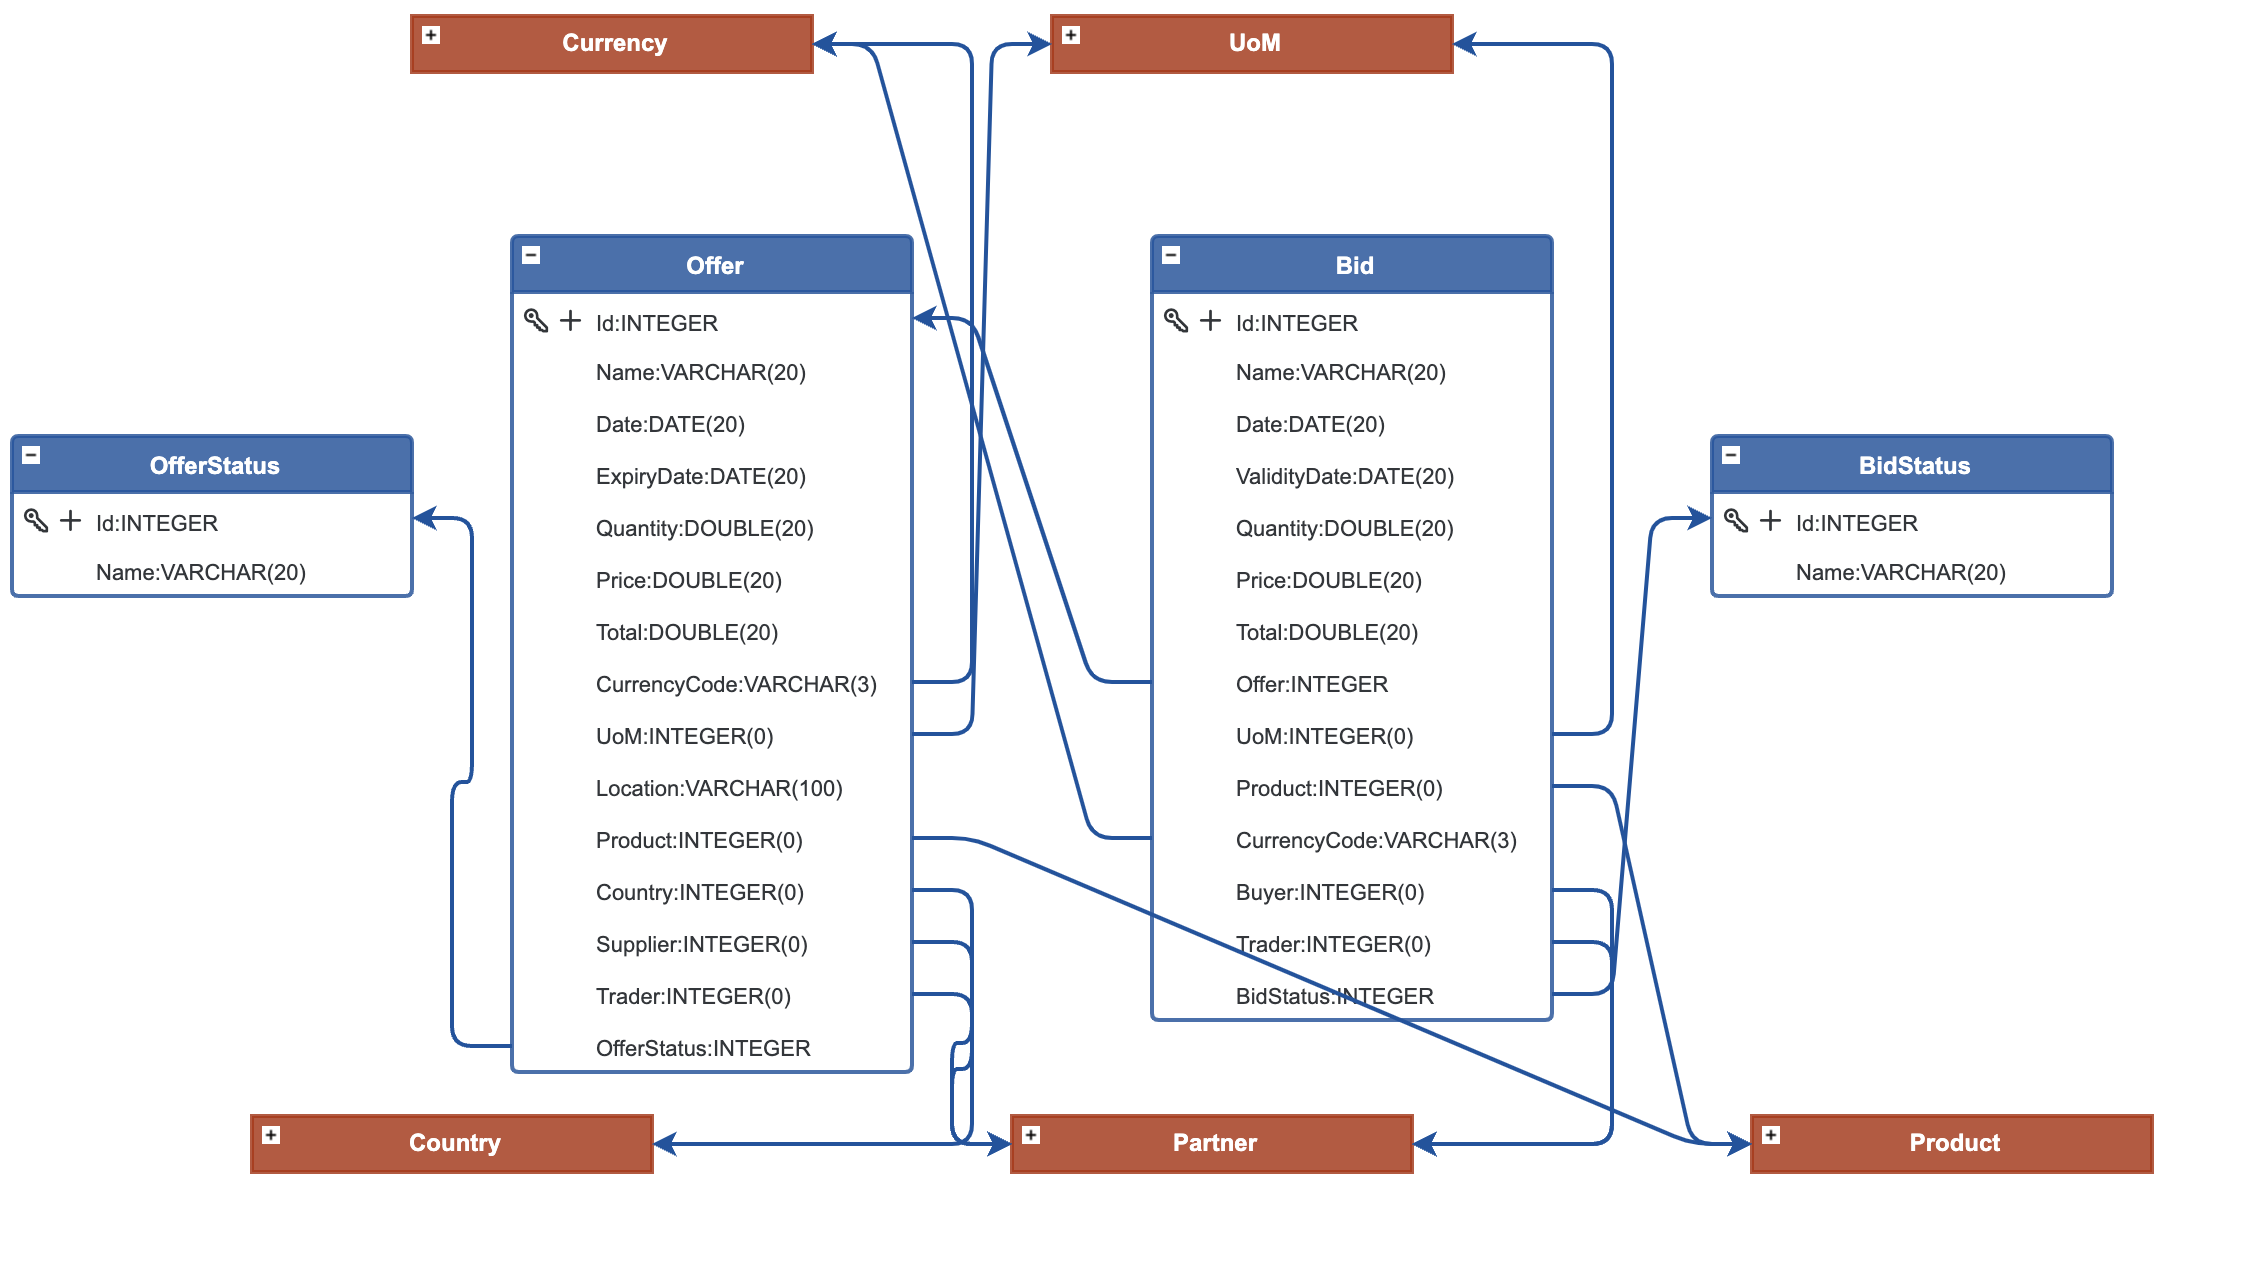 Currency
UoM
Offer
Id:INTEGER
Name:VARCHAR(20)
Date:DATE(20)
ExpiryDate:DATE(20)
Quantity:DOUBLE(20)
Price:DOUBLE(20)
Total:DOUBLE(20)
CurrencyCode:VARCHAR(3)
UoM:INTEGER(0)
Location:VARCHAR(100)
Product:INTEGER(0)
Country:INTEGER(0)
Supplier:INTEGER(0)
Trader:INTEGER(0)
OfferStatus:INTEGER
Bid
Id:INTEGER
Name:VARCHAR(20)
Date:DATE(20)
ValidityDate:DATE(20)
Quantity:DOUBLE(20)
Price:DOUBLE(20)
Total:DOUBLE(20)
Offer:INTEGER
UoM:INTEGER(0)
Product:INTEGER(0)
CurrencyCode:VARCHAR(3)
Buyer:INTEGER(0)
Trader:INTEGER(0)
BidStatus:INTEGER
OfferStatus
Id:INTEGER
Name:VARCHAR(20)
BidStatus
Id:INTEGER
Name:VARCHAR(20)
Country
Partner
Product